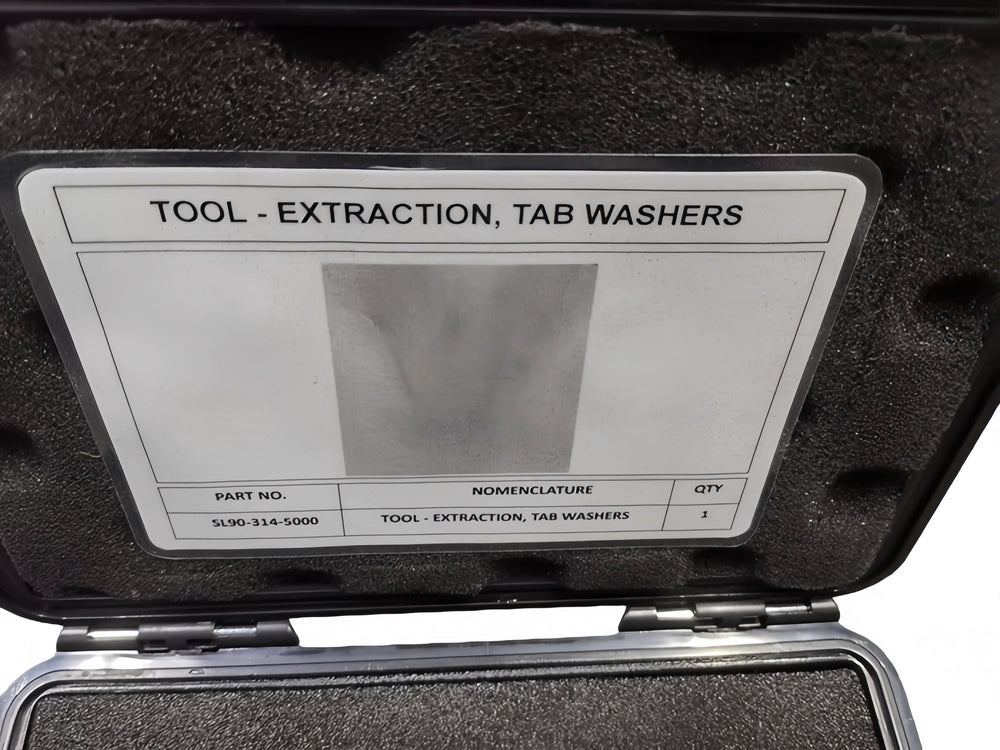 TOOL - EXTRACTION, TAB WASHERS
PART NO. NOMENCLATURE QTY
SL90-314-5000 TOOL - EXTRACTION, TAB WASHERS 1